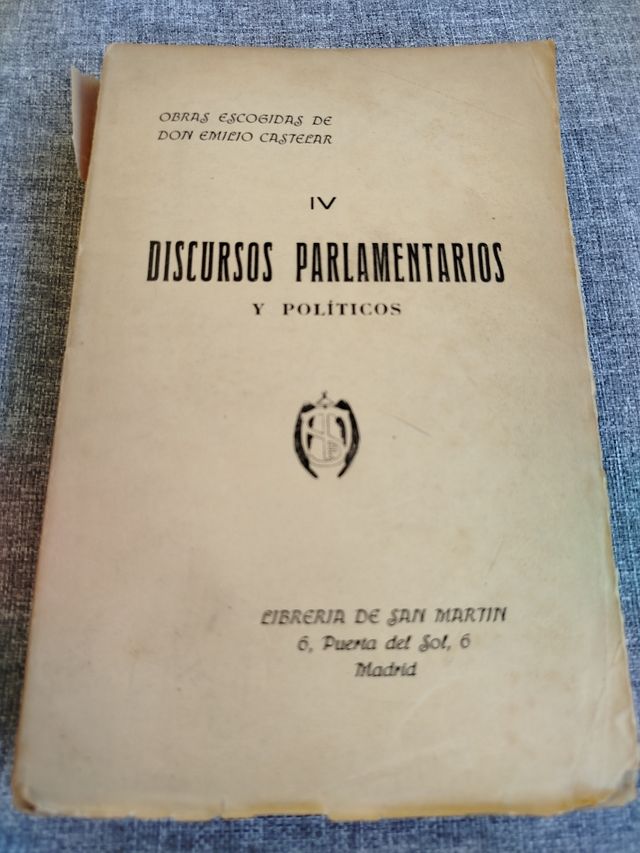 OBRAS ESCOGIDAS DE
DON EMILIO CASTELAR
IV
DISCURSOS PARLAMENTARIOS
Y POLÍTICOS
LIBRERIA DE SAN MARTIN
6, Puerta del Sol, 6
Madrid